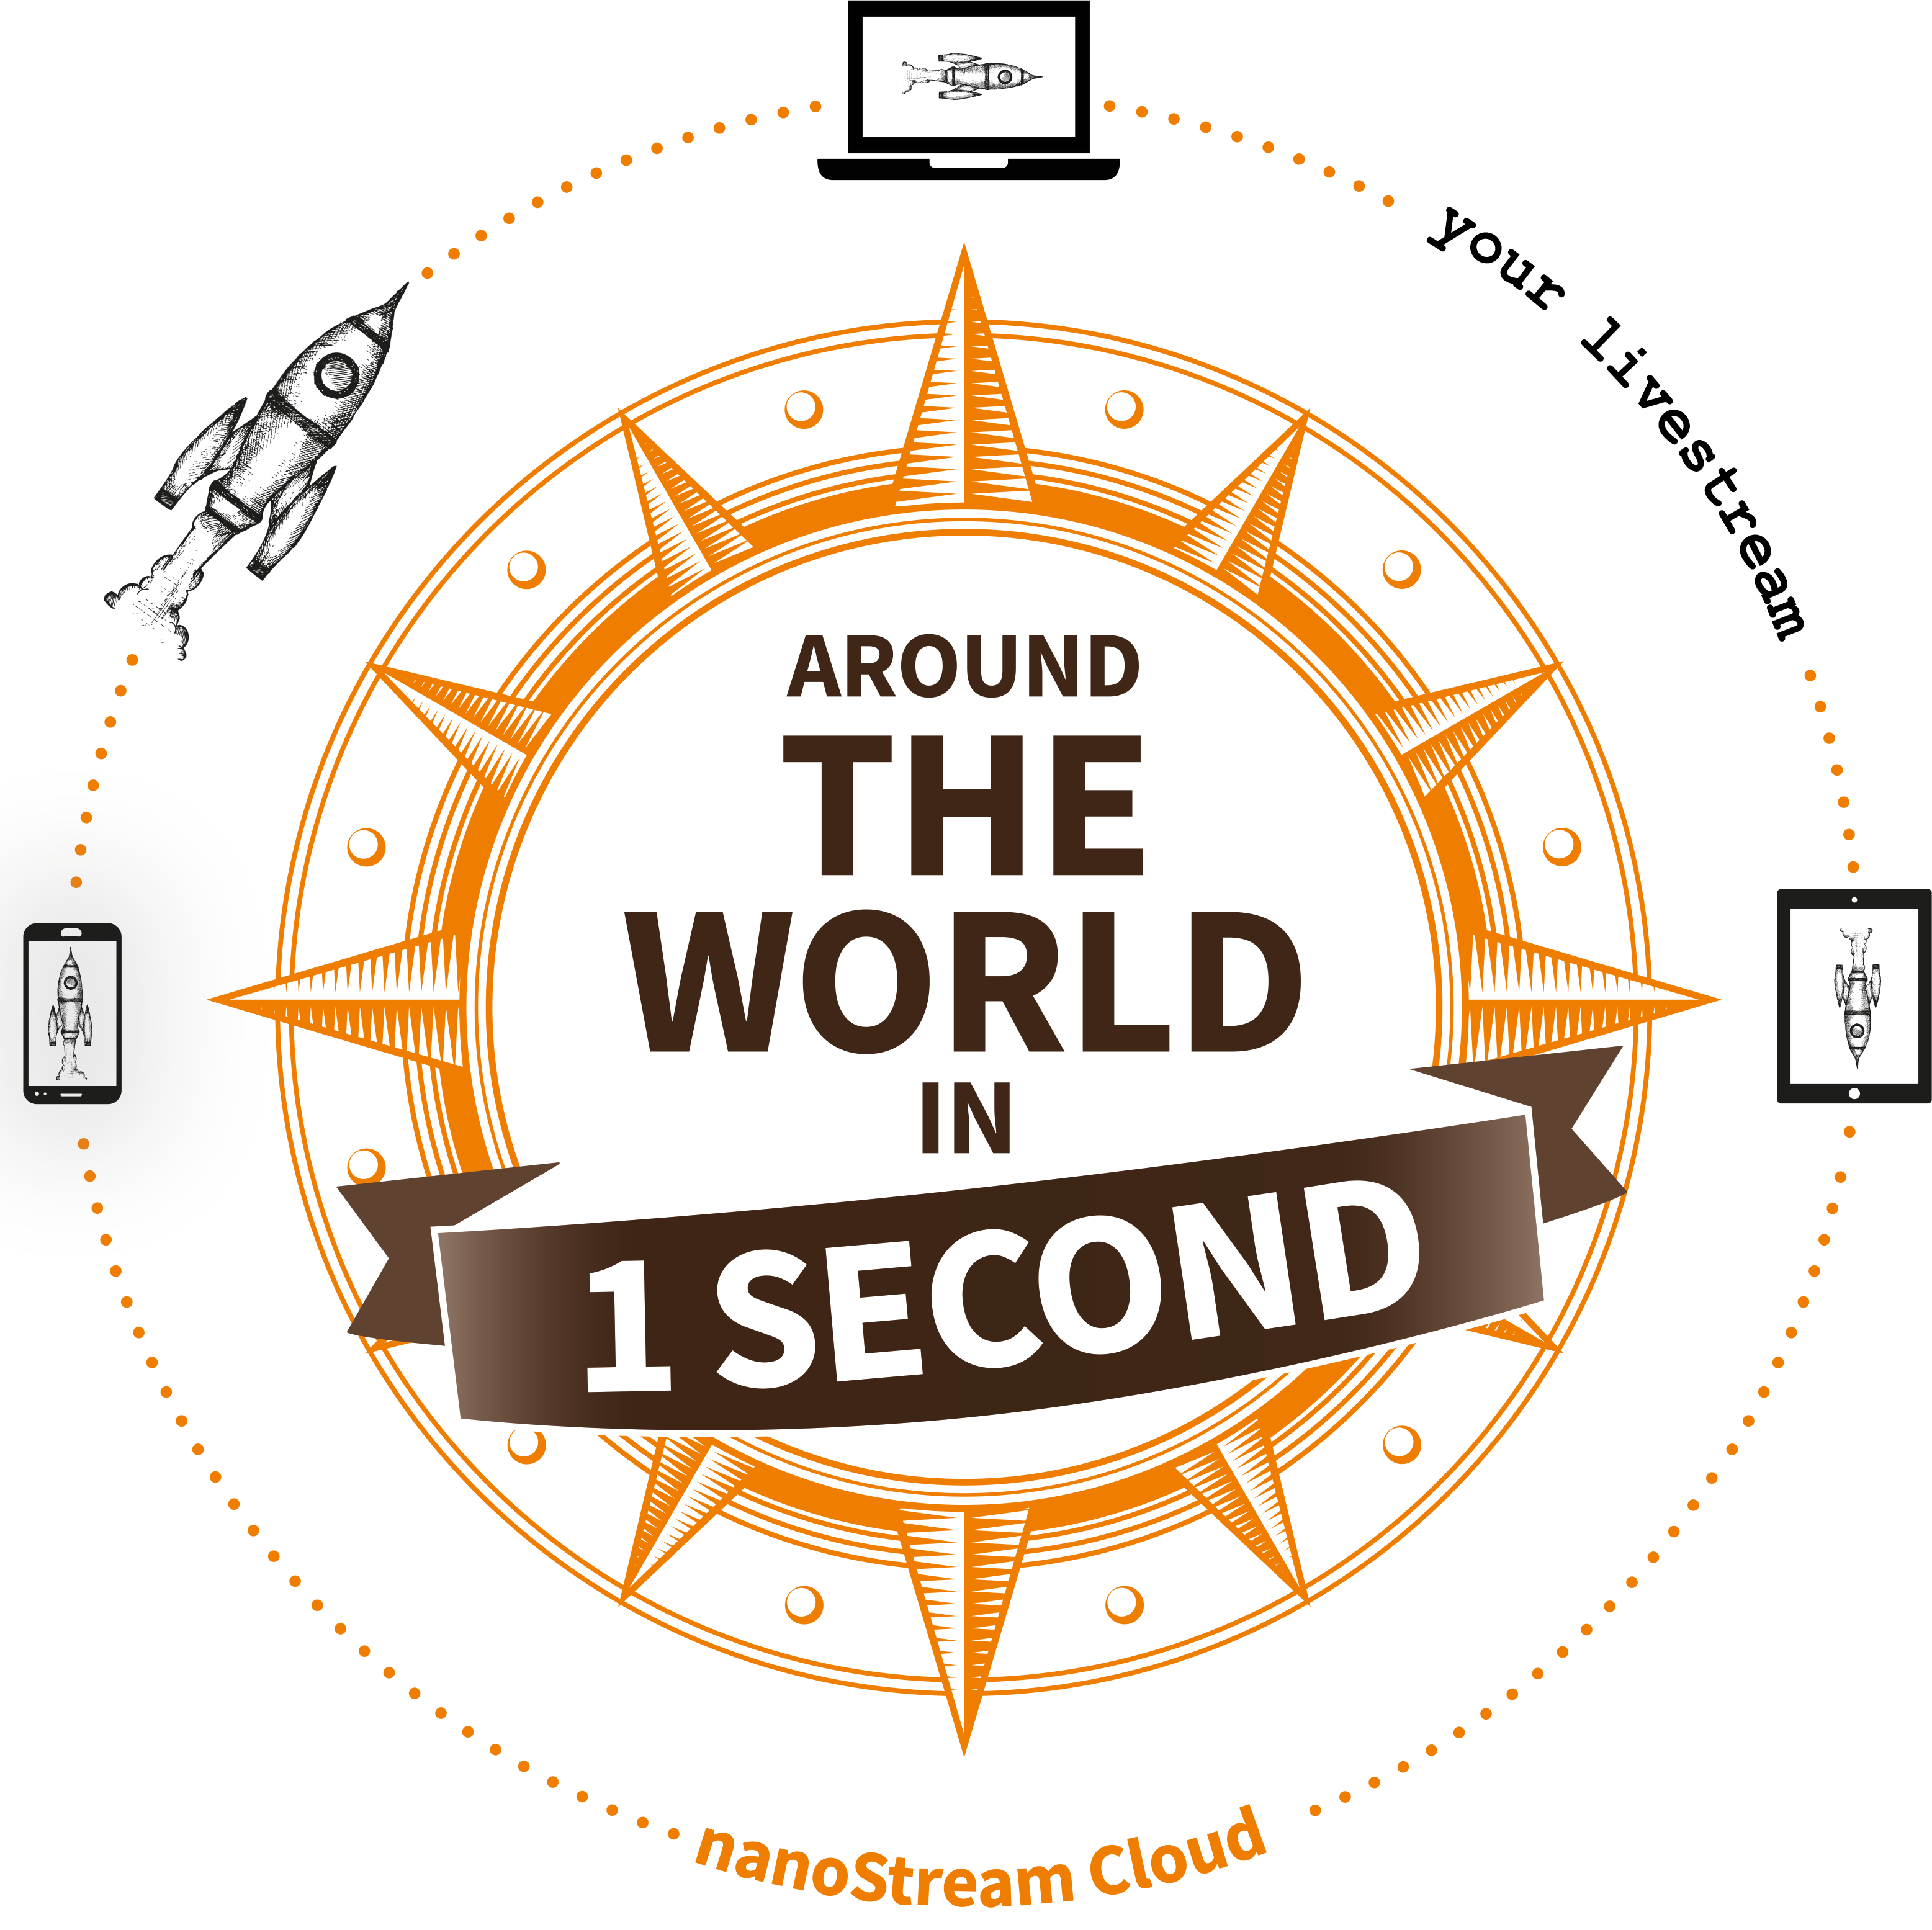 your livestream
AROUND
THE
WORLD
IN
1 SECOND
nanoStream Cloud